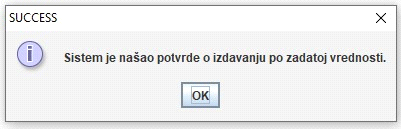 SUCCESS
Sistem je našao potvrde o izdavanju po zadatoj vrednosti.
OK